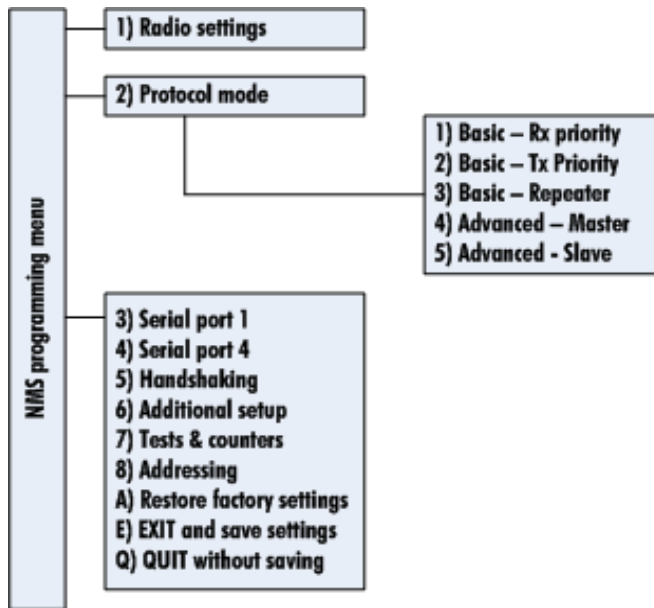 NMS programming menu
1) Radio settings
2) Protocol mode
1) Basic – Rx priority
2) Basic – Tx Priority
3) Basic – Repeater
4) Advanced – Master
5) Advanced - Slave
3) Serial port 1
4) Serial port 4
5) Handshaking
6) Additional setup
7) Tests & counters
8) Addressing
A) Restore factory settings
E) EXIT and save settings
Q) QUIT without saving